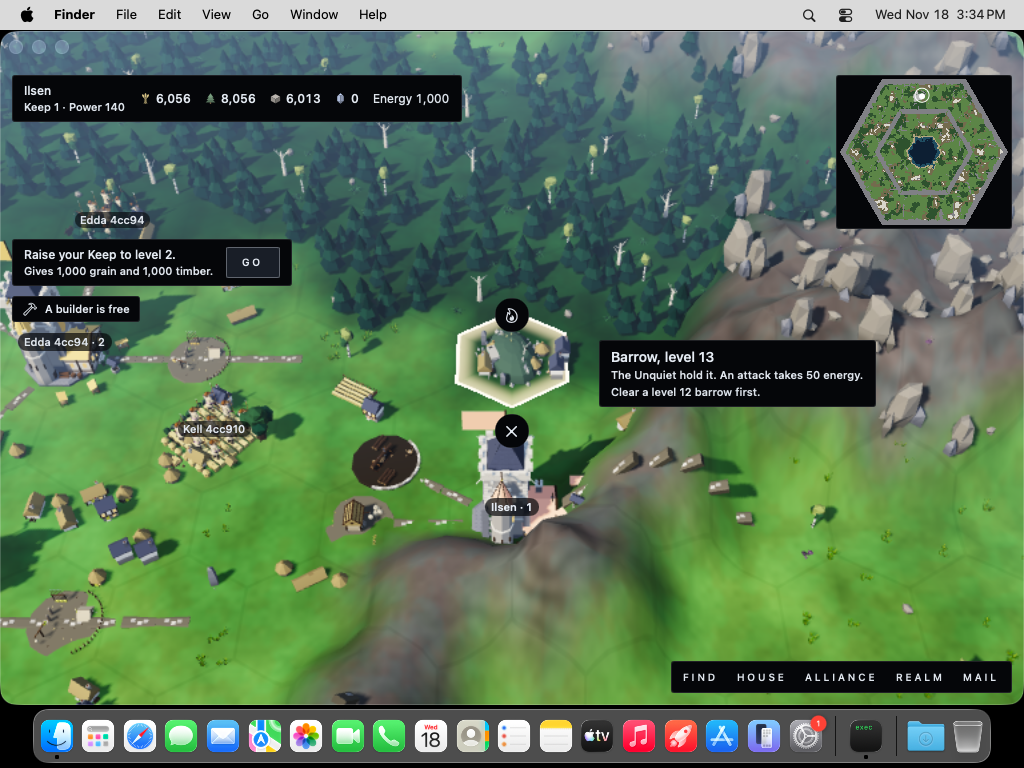 Finder File Edit View Go Window Help
Wed Nov 18 3:34 PM
Ilsen
Keep 1 · Power 140
6,056 8,056 6,013 0 Energy 1,000
Edda 4cc94
Raise your Keep to level 2.
Gives 1,000 grain and 1,000 timber.
GO
A builder is free
Edda 4cc94 · 2
Barrow, level 13
The Unquiet hold it. An attack takes 50 energy.
Clear a level 12 barrow first.
Kell 4cc910
Ilsen · 1
FIND HOUSE ALLIANCE REALM MAIL
Wed
18
tv
1
exec